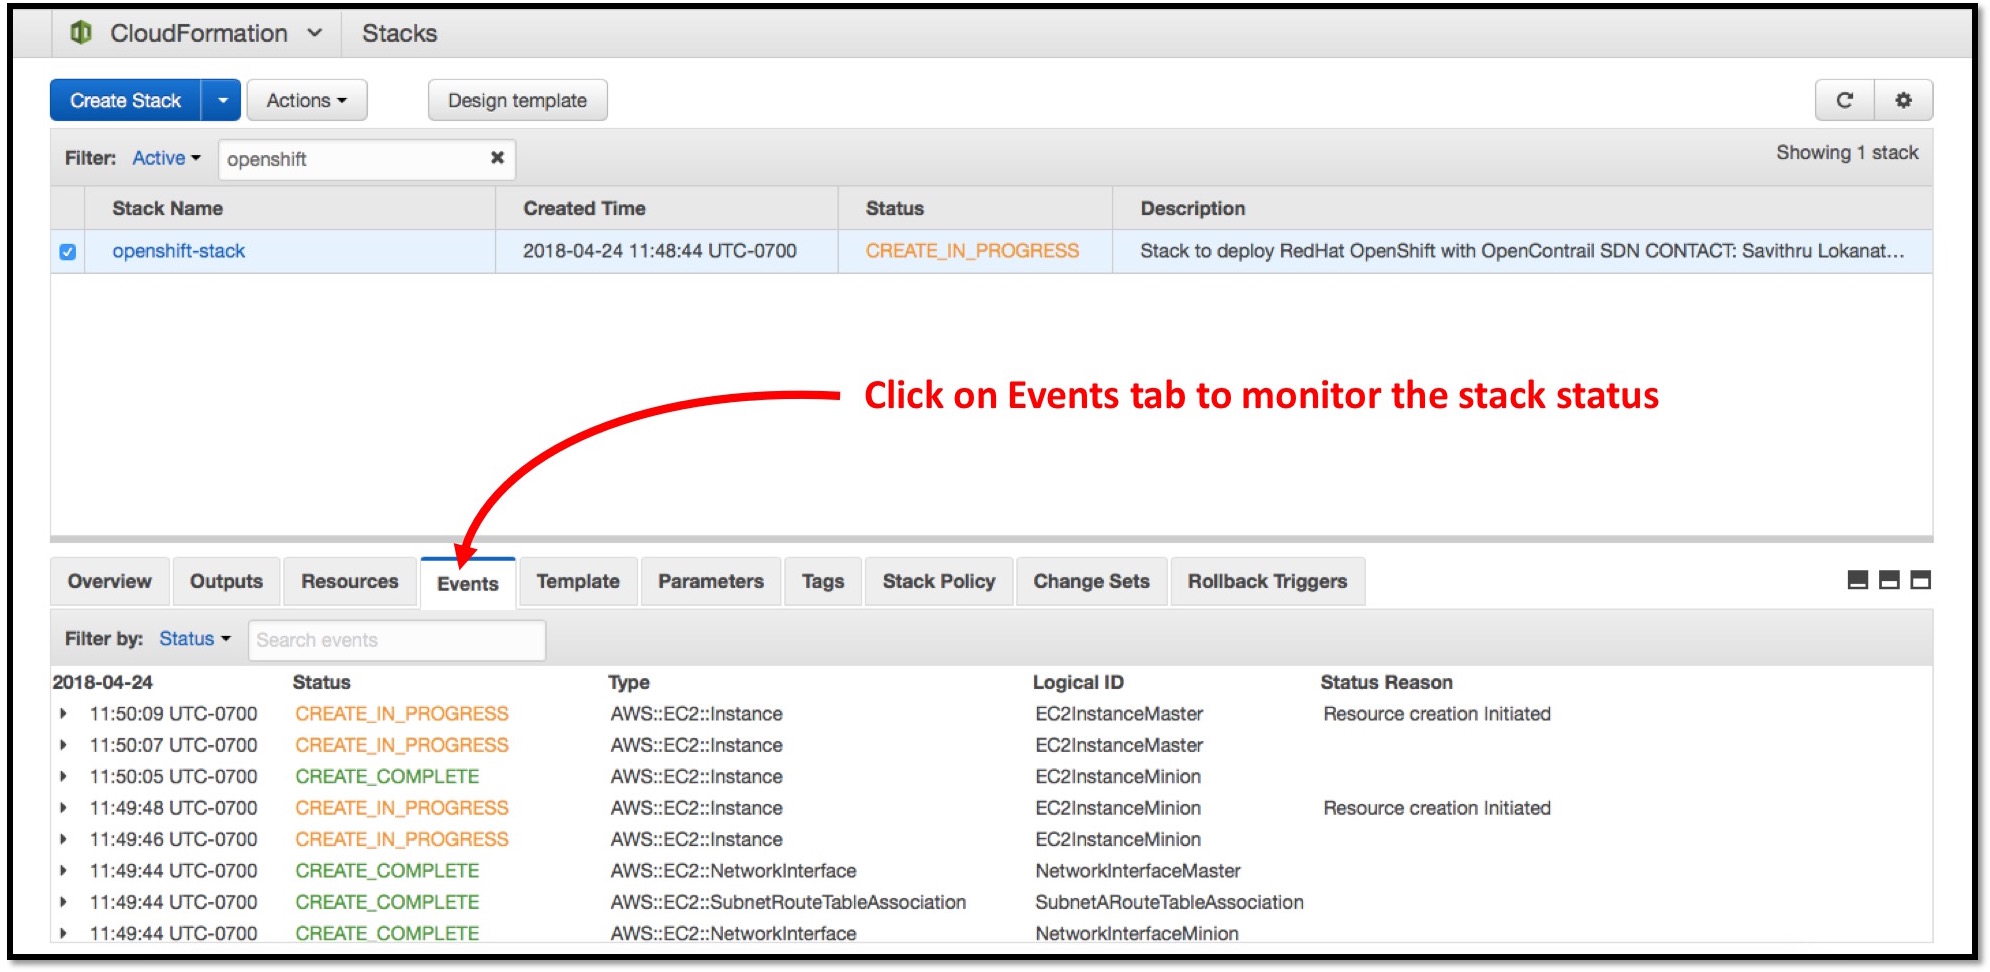 CloudFormation Stacks
Create Stack Actions Design template
Filter: Active openshift Showing 1 stack
Stack Name Created Time Status Description
openshift-stack 2018-04-24 11:48:44 UTC-0700 CREATE_IN_PROGRESS Stack to deploy RedHat OpenShift with OpenContrail SDN CONTACT: Savithru Lokanat...
Click on Events tab to monitor the stack status
Overview Outputs Resources Events Template Parameters Tags Stack Policy Change Sets Rollback Triggers
Filter by: Status Search events
2018-04-24 Status Type Logical ID Status Reason
11:50:09 UTC-0700 CREATE_IN_PROGRESS AWS::EC2::Instance EC2InstanceMaster Resource creation Initiated
11:50:07 UTC-0700 CREATE_IN_PROGRESS AWS::EC2::Instance EC2InstanceMaster
11:50:05 UTC-0700 CREATE_COMPLETE AWS::EC2::Instance EC2InstanceMinion
11:49:48 UTC-0700 CREATE_IN_PROGRESS AWS::EC2::Instance EC2InstanceMinion Resource creation Initiated
11:49:46 UTC-0700 CREATE_IN_PROGRESS AWS::EC2::Instance EC2InstanceMinion
11:49:44 UTC-0700 CREATE_COMPLETE AWS::EC2::NetworkInterface NetworkInterfaceMaster
11:49:44 UTC-0700 CREATE_COMPLETE AWS::EC2::SubnetRouteTableAssociation SubnetARouteTableAssociation
11:49:44 UTC-0700 CREATE_COMPLETE AWS::EC2::NetworkInterface NetworkInterfaceMinion